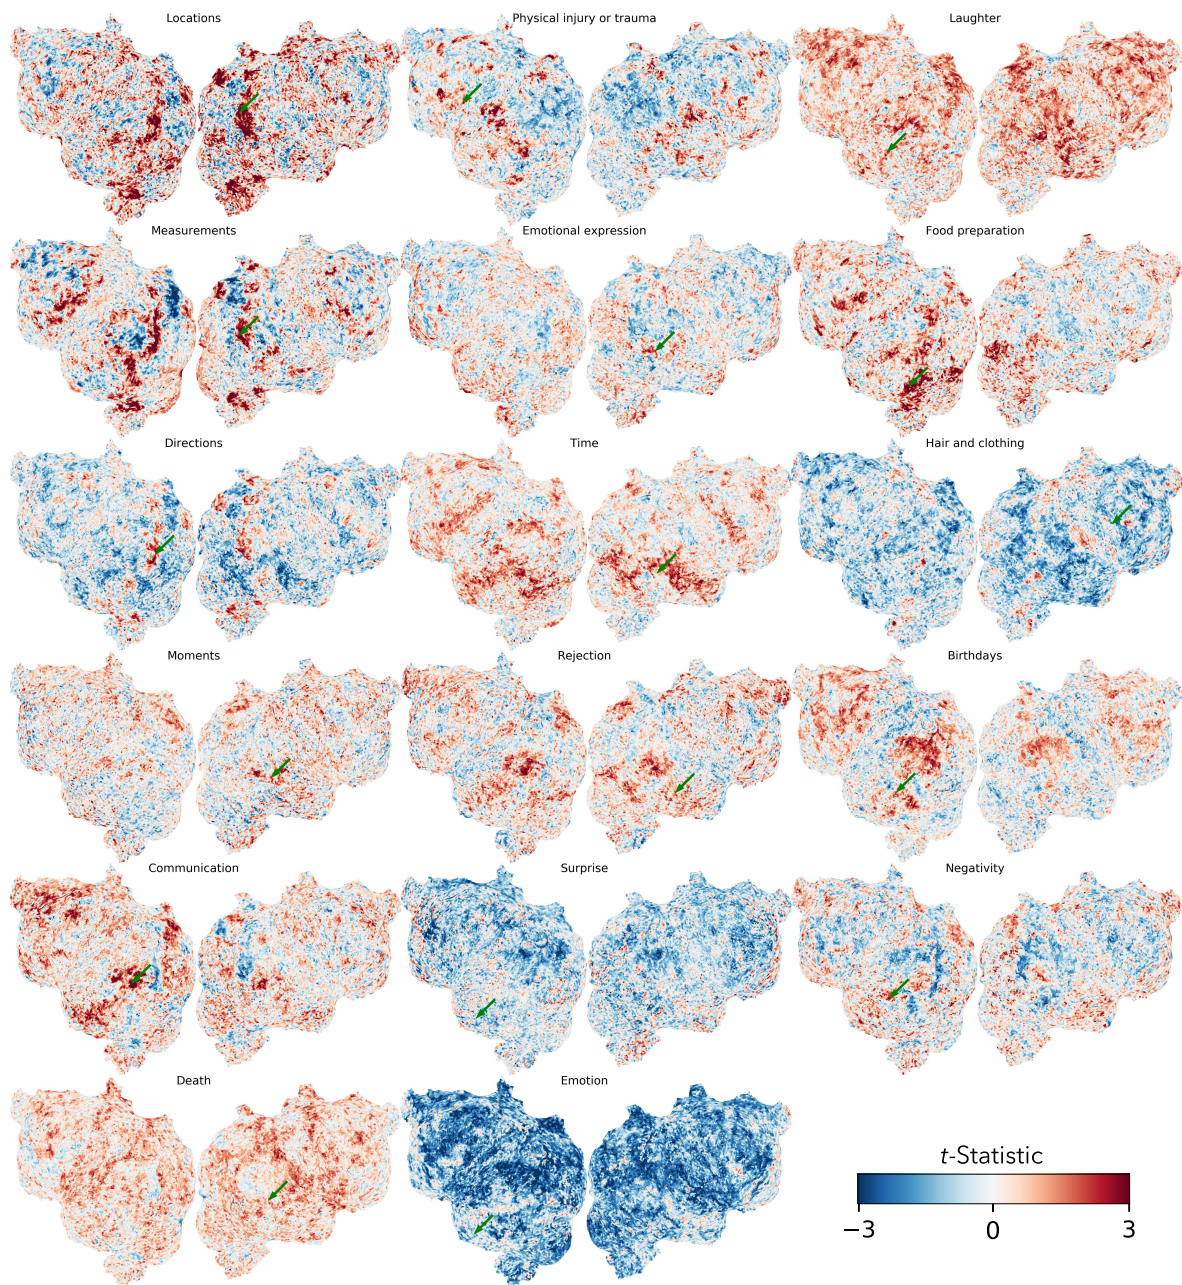 Locations
Physical injury or trauma
Laughter
Measurements
Emotional expression
Food preparation
Directions
Time
Hair and clothing
Moments
Rejection
Birthdays
Communication
Surprise
Negativity
Death
Emotion
t-Statistic
−3
0
3